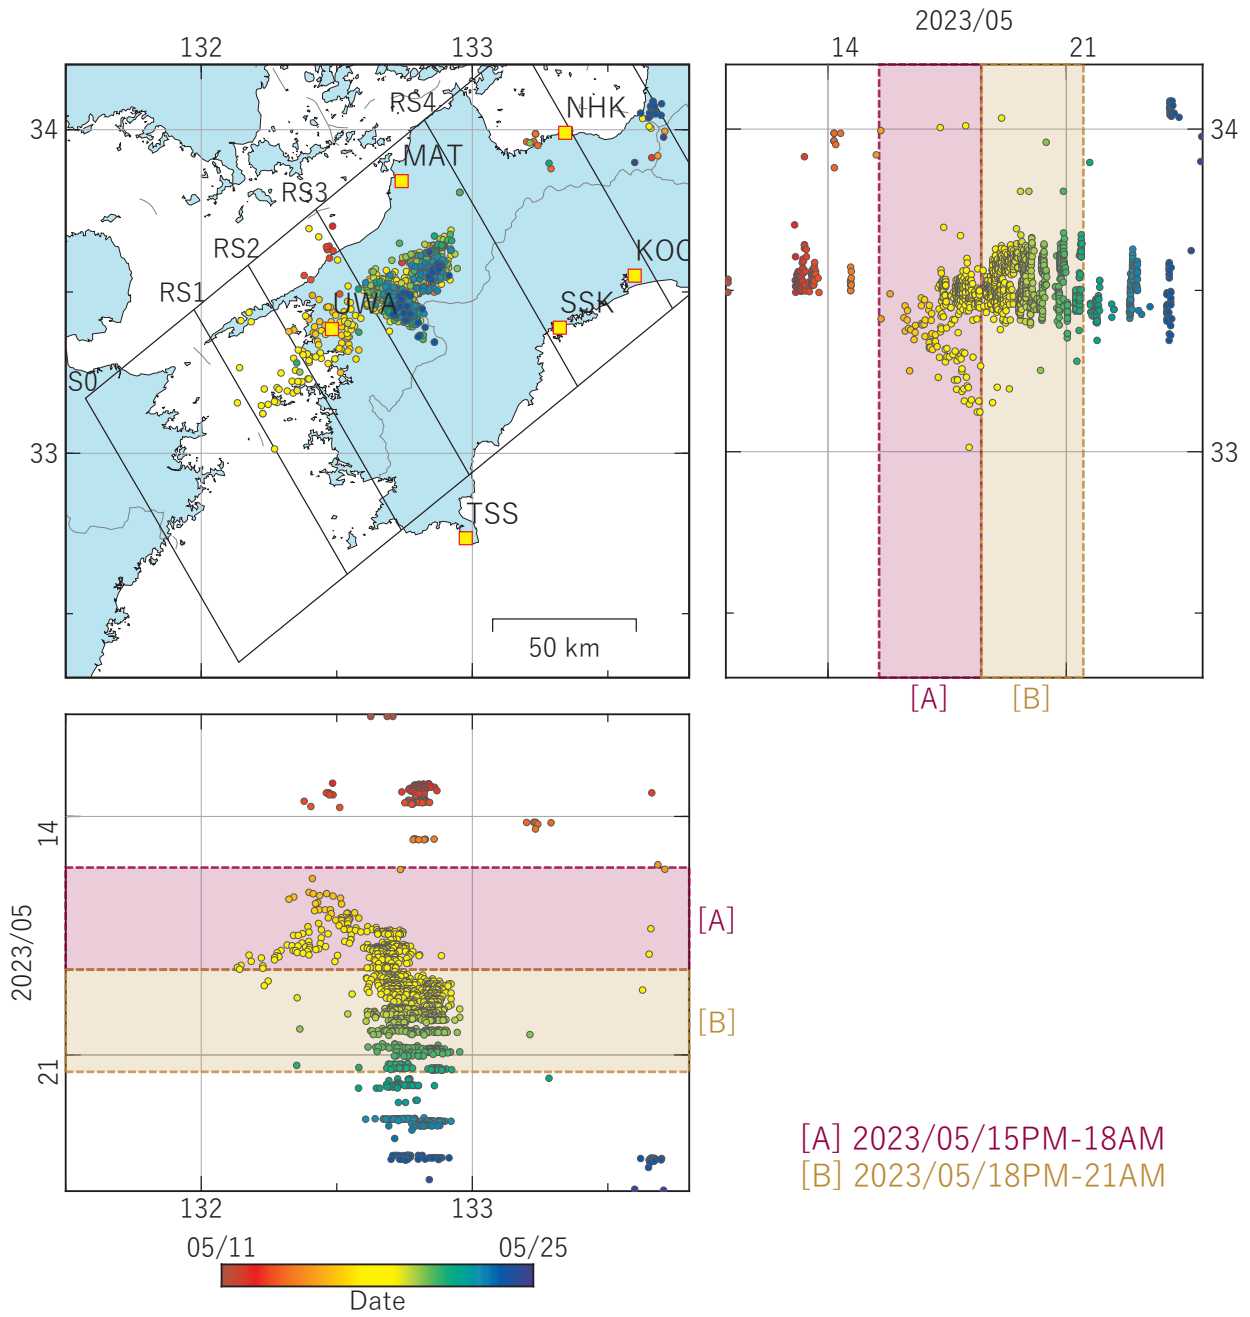 2023/05
132
133
14
21
RS4
NHK
34
34
MAT
RS3
RS2
KOC
RS1
UWA
SSK
S0
33
33
TSS
50 km
[A]
[B]
14
[A]
2023/05
[B]
21
[A] 2023/05/15PM-18AM
[B] 2023/05/18PM-21AM
132
133
05/11
05/25
Date